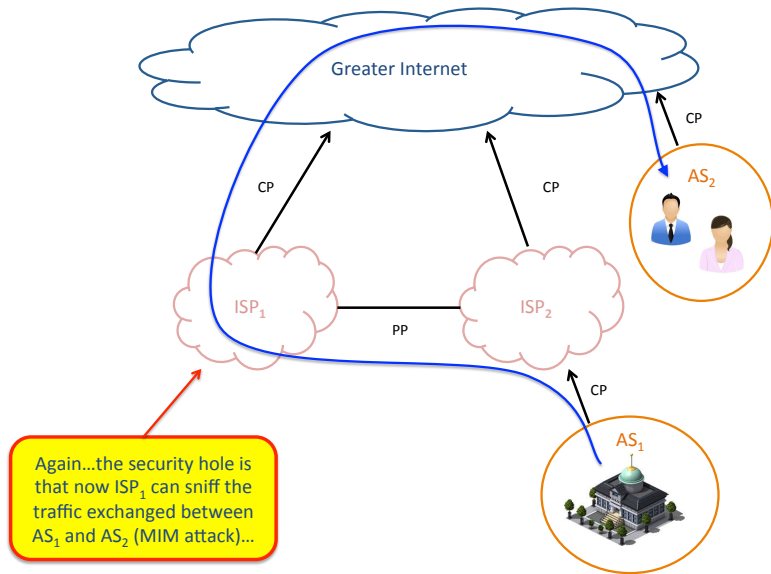 Greater Internet
CP
AS₂
CP
CP
ISP₁
ISP₂
PP
CP
AS₁
Again...the security hole is
that now ISP₁ can sniff the
traffic exchanged between
AS₁ and AS₂ (MIM attack)...